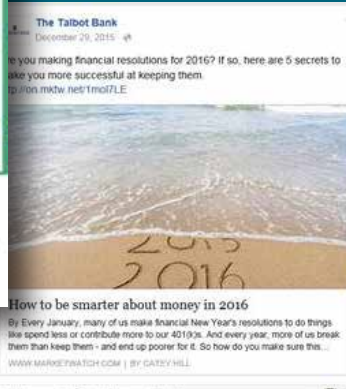 The Talbot Bank
December 29, 2015
e you making financial resolutions for 2016? If so, here are 5 secrets to
ake you more successful at keeping them.
tp://on.mktw.net/1mol7LE
2015
2016
How to be smarter about money in 2016
By Every January, many of us make financial New Year's resolutions to do things
like spend less or contribute more to our 401(k)s. And every year, more of us break
them than keep them - and end up poorer for it. So how do you make sure this...
WWW.MARKETWATCH.COM | BY CATEY HILL